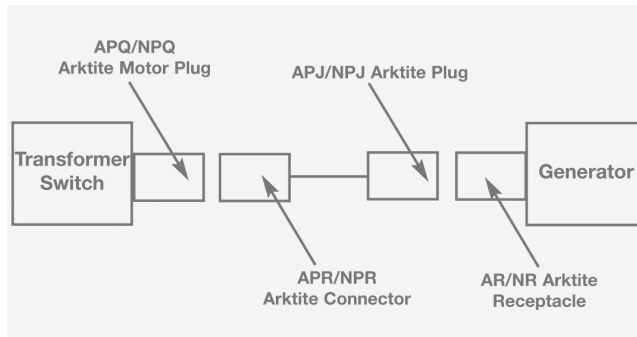 APQ/NPQ
Arktite Motor Plug
APJ/NPJ Arktite Plug
Transformer
Switch
Generator
APR/NPR
Arktite Connector
AR/NR Arktite
Receptacle